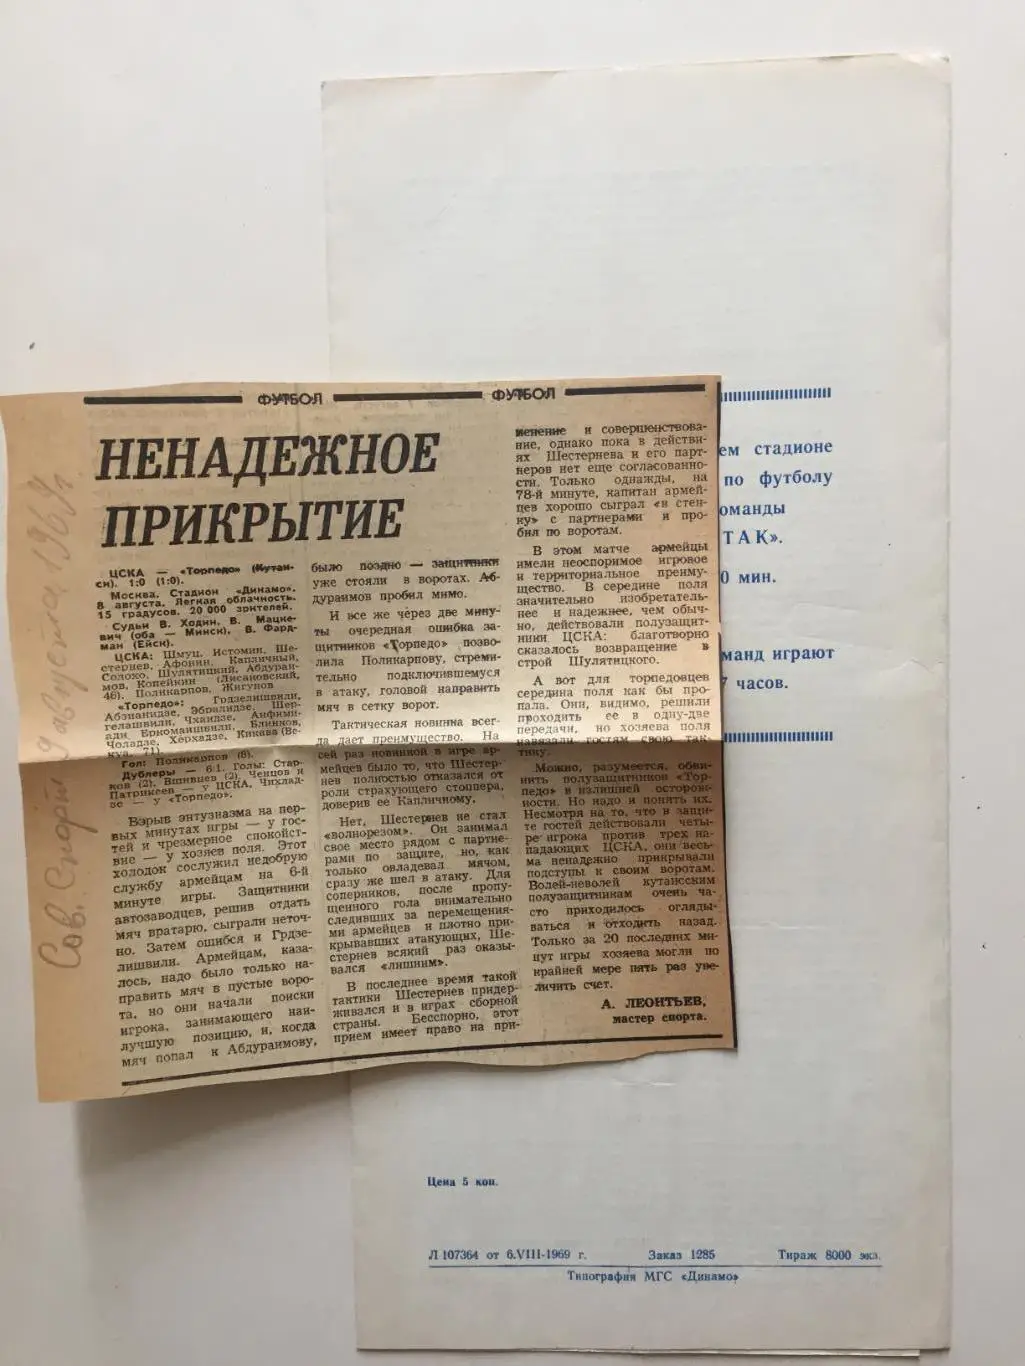 ФУТБОЛ ФУТБОЛ
НЕНАДЕЖНОЕ
ПРИКРЫТИЕ
ЦСКА — «Торпедо» (Кутаи-
си). 1:0 (1:0).
Москва. Стадион «Динамо».
8 августа. Легкая облачность.
15 градусов. 20 000 зрителей.
Судьи В. Ходин, В. Мацке-
вич (оба — Минск), В. Фард-
ман (Ейск).
ЦСКА: Шмуц, Истомин, Ше-
стернев, Афонин, Капличный,
Солохо, Шулятицкий, Абдураи-
мов, Копейкин (Лисановский,
46), Поликарпов, Жигунов
«Торпедо»: Грдзелишвили,
Абзианидзе, Эбралидзе, Шер-
гелашвили, Чхаидзе, Анфими-
ади, Еркомаишвили, Блинков,
Чоладзе, Херхадзе, Кикава (Ве-
куа, 71).
Гол: Поликарпов (6).
Дублеры — 6:1. Голы: Стар-
ков (2), Вшивцев (2), Ченцов и
Патрикеев — у ЦСКА, Чихлад-
зе — у «Торпедо».
Взрыв энтузиазма на пер-
вых минутах игры — у гос-
тей и чрезмерное спокойст-
вие — у хозяев поля. Этот
холодок сослужил недобрую
службу армейцам на 6-й
минуте игры. Защитники
автозаводцев, решив отдать
мяч вратарю, сыграли неточ-
но. Затем ошибся и Грдзе-
лишвили. Армейцам, каза-
лось, надо было только на-
править мяч в пустые воро-
та, но они начали поиски
игрока, занимающего наи-
лучшую позицию, и, когда
мяч попал к Абдураимову,
было поздно — защитники
уже стояли в воротах. Аб-
дураимов пробил мимо.
И все же через две мину-
ты очередная ошибка за-
щитников «Торпедо» позво-
лила Поликарпову, стреми-
тельно подключившемуся
в атаку, головой направить
мяч в сетку ворот.
Тактическая новинка всег-
да дает преимущество. На
сей раз новинкой в игре ар-
мейцев было то, что Шестер-
нев полностью отказался от
роли страхующего стоппера,
доверив ее Капличному.
Нет, Шестернев не стал
«волнорезом». Он занимал
свое место рядом с партне-
рами по защите, но, как
только овладевал мячом,
сразу же шел в атаку. Для
соперников, после пропу-
щенного гола внимательно
следивших за перемещения-
ми армейцев и плотно при-
крывавших атакующих, Ше-
стернев всякий раз оказы-
вался «лишним».
В последнее время такой
тактики Шестернев придер-
живался и в играх сборной
страны. Бесспорно, этот
прием имеет право на при-
менение и совершенствова-
ние, однако пока в действи-
ях Шестернева и его парт-
неров нет еще согласованно-
сти. Только однажды, на
78-й минуте, капитан армей-
цев хорошо сыграл «в стен-
ку» с партнерами и про-
бил по воротам.
В этом матче армейцы
имели неоспоримое игровое
и территориальное преиму-
щество. В середине поля
значительно изобретатель-
нее и надежнее, чем обыч-
но, действовали полузащит-
ники ЦСКА: благотворно
сказалось возвращение в
строй Шулятицкого.
А вот для торпедовцев
середина поля как бы про-
пала. Они, видимо, решили
проходить ее в одну-две
передачи, но хозяева поля
навязали гостям свою так-
тику.
Можно, разумеется, обви-
нить полузащитников «Тор-
педо» в излишней осторож-
ности. Но надо и понять их.
Несмотря на то, что в защи-
те гостей действовали четы-
ре игрока против трех на-
падающих ЦСКА, они весь-
ма ненадежно прикрывали
подступы к своим воротам.
Волей-неволей кутаисским
полузащитникам очень ча-
сто приходилось огляды-
ваться и отходить назад.
Только за 20 последних ми-
нут игры хозяева могли по
крайней мере пять раз уве-
личить счет.
А. ЛЕОНТЬЕВ,
мастер спорта.
Сов. Спорт 9 августа 1969г.
ем стадионе
по футболу
оманды
ТАК».
0 мин.
манд играют
7 часов.
Цена 5 коп.
Л 107364 от 6.VIII-1969 г. Заказ 1285 Тираж 8000 экз.
Типография МГС «Динамо»